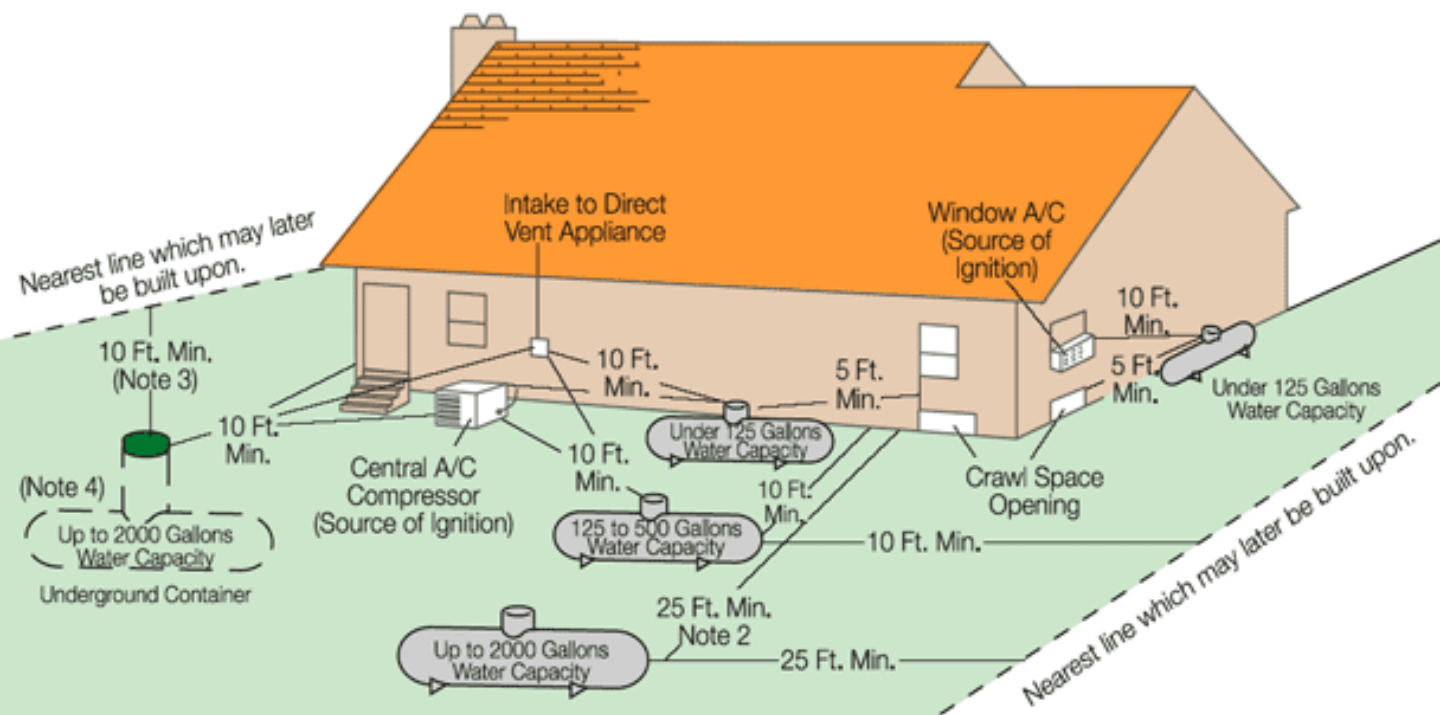 Intake to Direct
Vent Appliance
Window A/C
(Source of
Ignition)
Nearest line which may later
be built upon.
10 Ft. Min.
(Note 3)
10 Ft.
Min.
10 Ft.
Min.
5 Ft.
Min.
10 Ft.
Min.
5 Ft.
Min.
Under 125 Gallons
Water Capacity
Under 125 Gallons
Water Capacity
10 Ft.
Min.
Central A/C
Compressor
(Source of Ignition)
10 Ft.
Min.
10 Ft.
Min.
Crawl Space
Opening
(Note 4)
Up to 2000 Gallons
Water Capacity
Underground Container
125 to 500 Gallons
Water Capacity
10 Ft. Min.
25 Ft. Min.
Note 2
Up to 2000 Gallons
Water Capacity
25 Ft. Min.
Nearest line which may later be built upon.